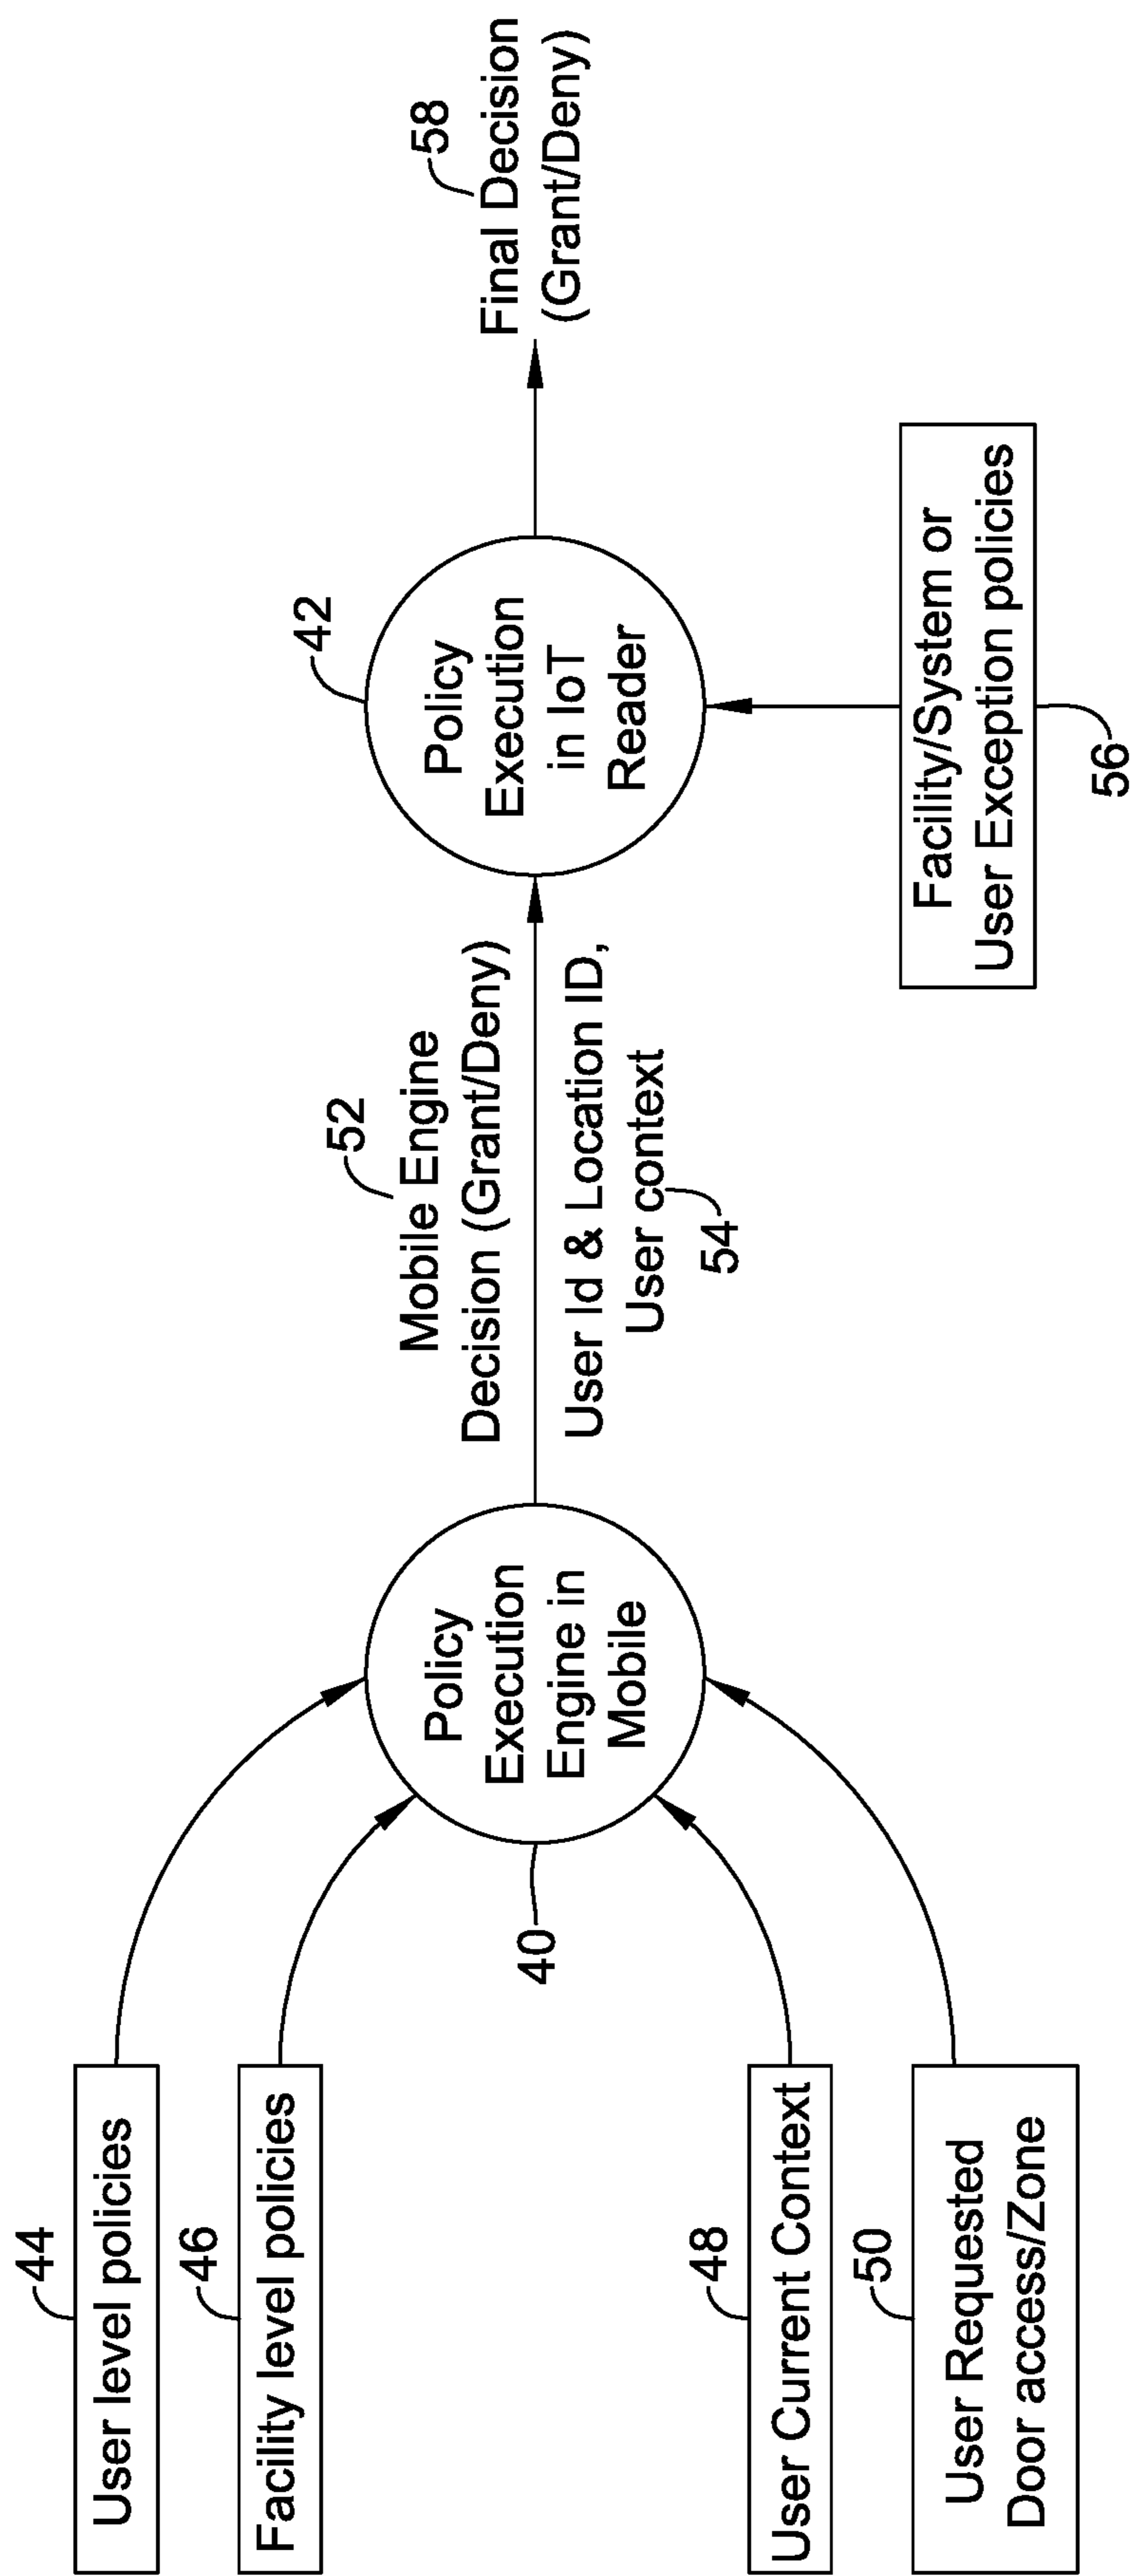 44
User level policies
46
Facility level policies
48
User Current Context
50
User Requested
Door access/Zone
40
Policy
Execution
Engine in
Mobile
52
Mobile Engine
Decision (Grant/Deny)
User Id & Location ID,
User context
54
42
Policy
Execution
in IoT
Reader
Facility/System or
User Exception policies
56
58
Final Decision
(Grant/Deny)